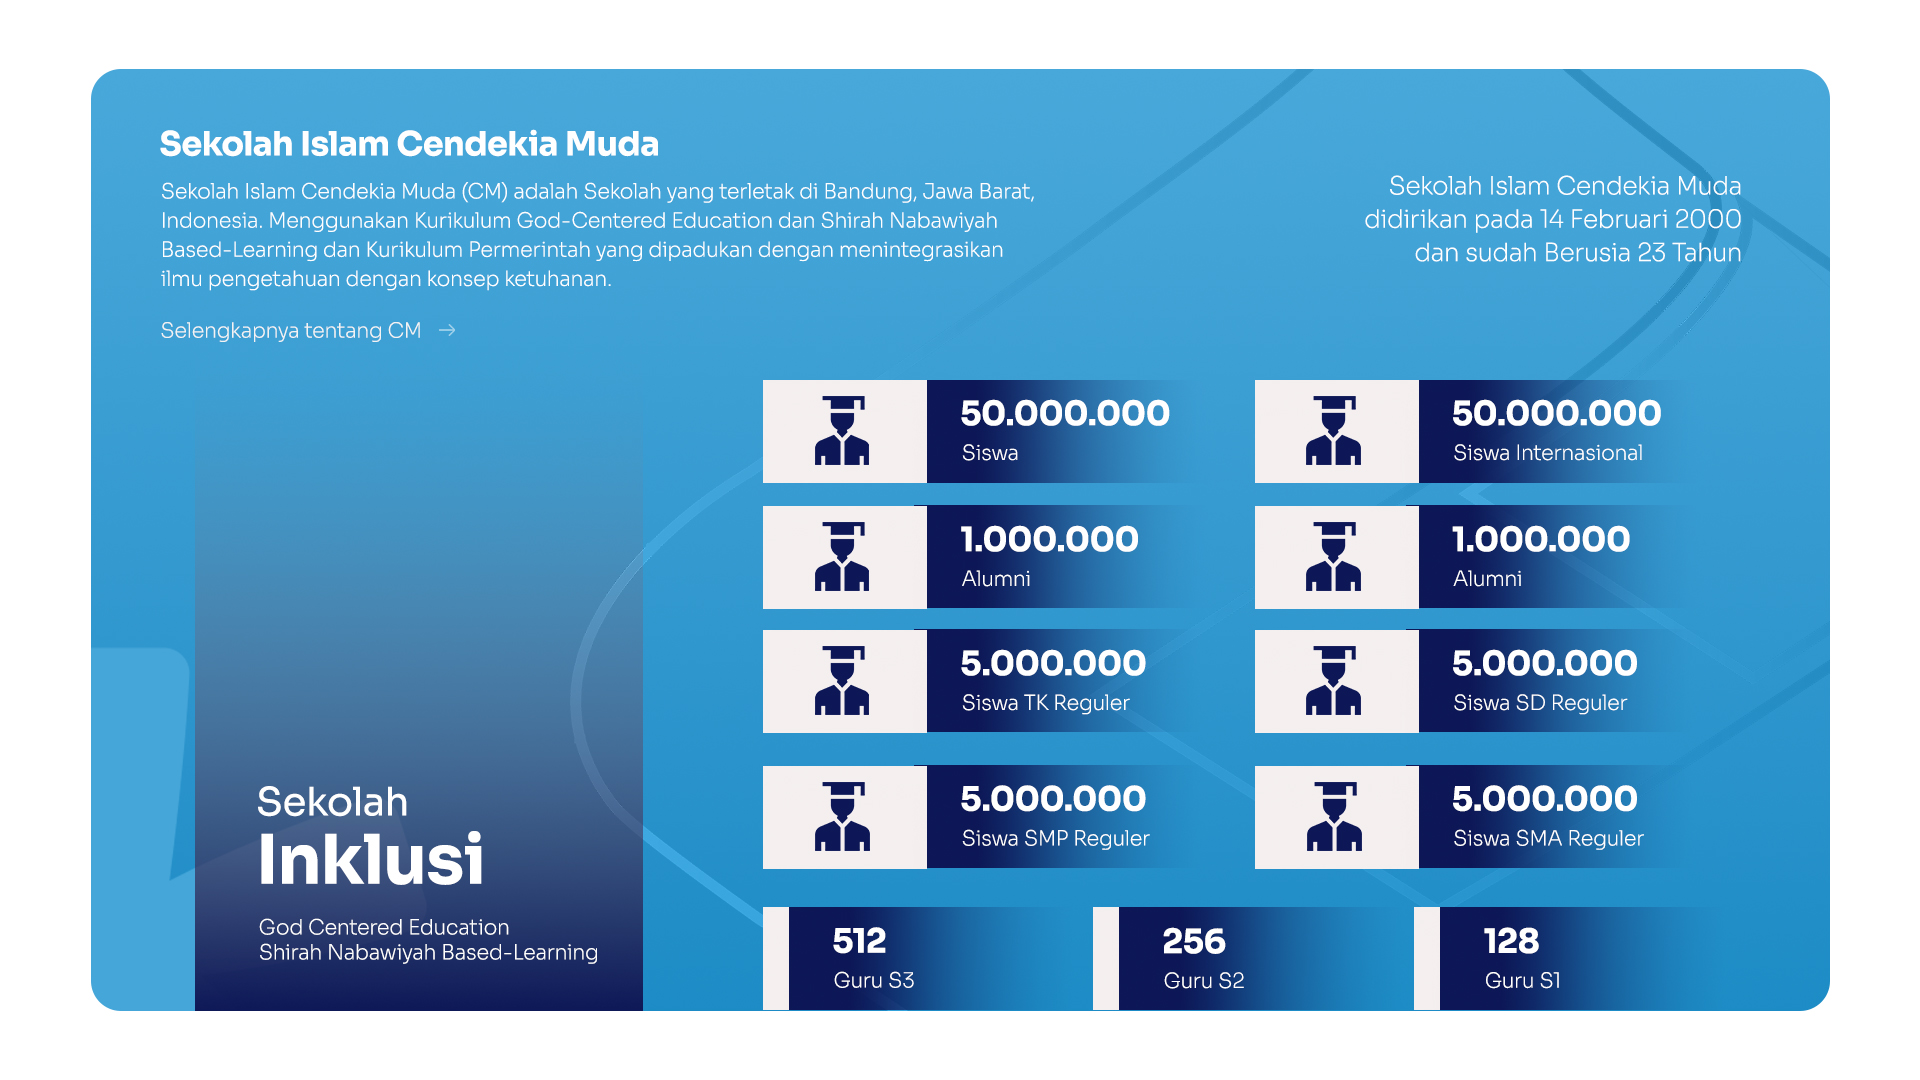 Sekolah Islam Cendekia Muda
Sekolah Islam Cendekia Muda (CM) adalah Sekolah yang terletak di Bandung, Jawa Barat,
Indonesia. Menggunakan Kurikulum God-Centered Education dan Shirah Nabawiyah
Based-Learning dan Kurikulum Permerintah yang dipadukan dengan menintegrasikan
ilmu pengetahuan dengan konsep ketuhanan.
Selengkapnya tentang CM →
Sekolah Islam Cendekia Muda
didirikan pada 14 Februari 2000
dan sudah Berusia 23 Tahun
50.000.000
Siswa
50.000.000
Siswa Internasional
1.000.000
Alumni
1.000.000
Alumni
5.000.000
Siswa TK Reguler
5.000.000
Siswa SD Reguler
5.000.000
Siswa SMP Reguler
5.000.000
Siswa SMA Reguler
Sekolah
Inklusi
God Centered Education
Shirah Nabawiyah Based-Learning
512
Guru S3
256
Guru S2
128
Guru S1